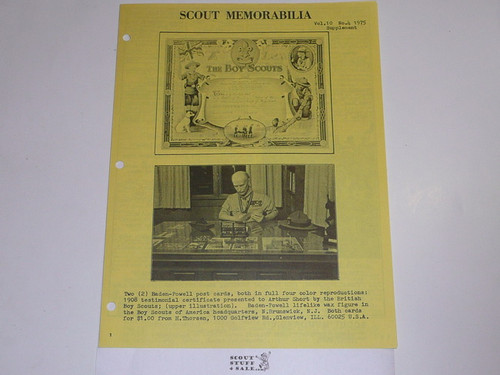 SCOUT MEMORABILIA
Vol.10 No.4 1975
Supplement
THE BOY SCOUTS
Two (2) Baden-Powell post cards, both in full four color reproductions:
1908 testimonial certificate presented to Arthur Short by the British
Boy Scouts; (upper illustration). Baden-Powell lifelike wax figure in
the Boy Scouts of America headquarters, N.Brunswick, N.J. Both cards
for $1.00 from H.Thorsen, 1000 Golfview Rd.,Glenview, Ill. 60025 U.S.A.
1
SCOUT
STUFF
4 SALE